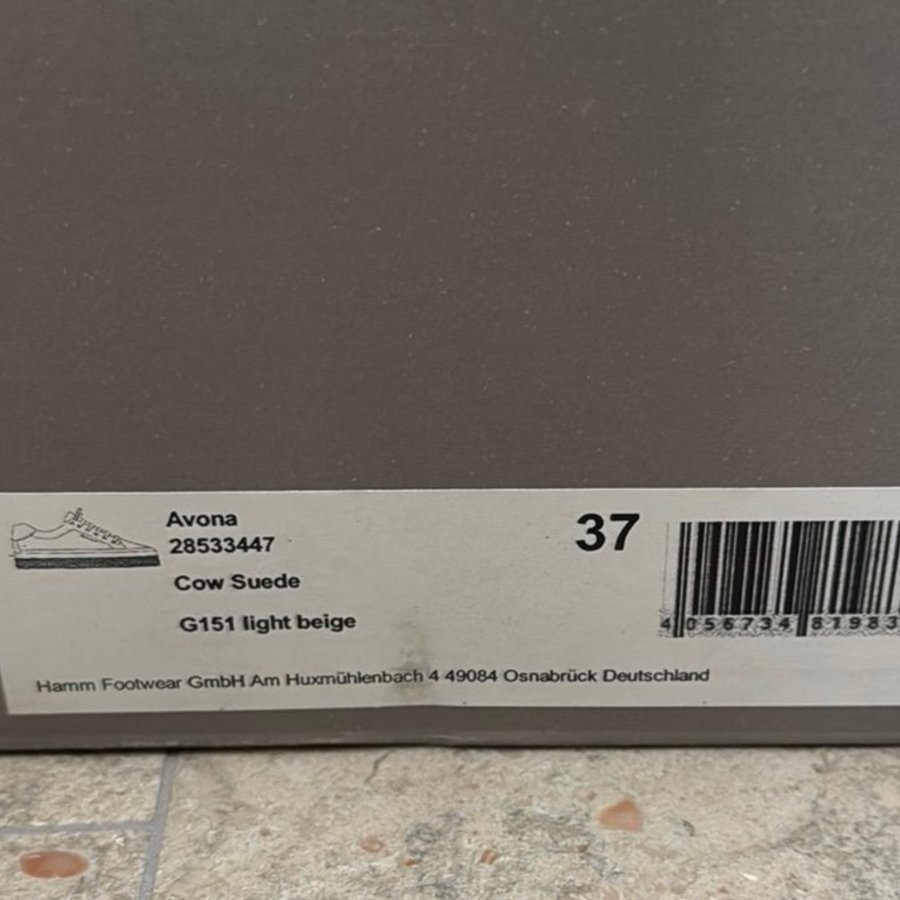 Avona
28533447
37
Cow Suede
G151 light beige
4 056734 81983
Hamm Footwear GmbH Am Huxmühlenbach 4 49084 Osnabrück Deutschland